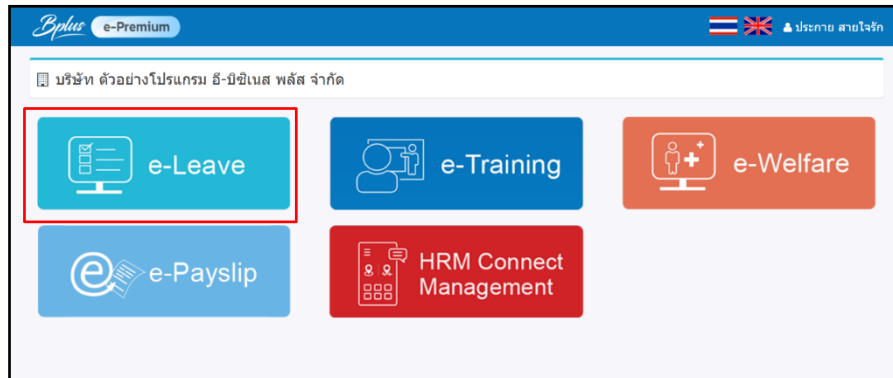 Bplus e-Premium
ประกาย สายใจรัก
บริษัท ตัวอย่างโปรแกรม อี-บิซิเนส พลัส จำกัด
e-Leave
e-Training
e-Welfare
e-Payslip
HRM Connect
Management